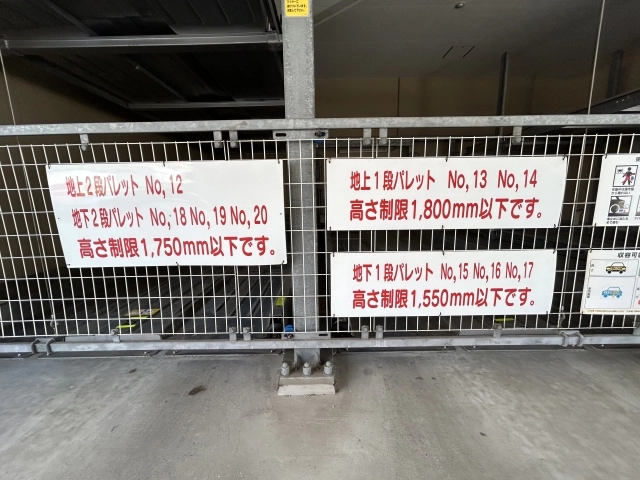 地上2段パレット No,12
地下2段パレット No,18 No,19 No,20
高さ制限1,750mm以下です。
地上1段パレット No,13 No,14
高さ制限1,800mm以下です。
地下1段パレット No,15 No,16 No,17
高さ制限1,550mm以下です。
収容可